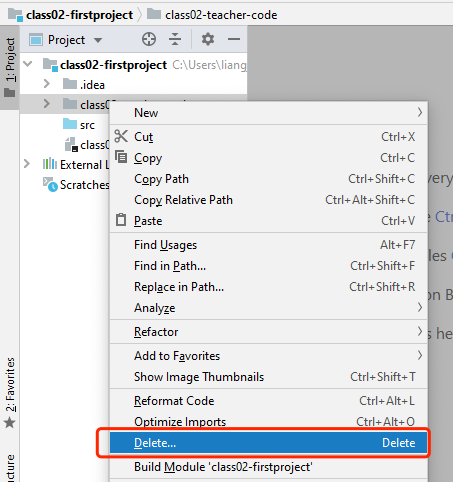 class02-firstproject class02-teacher-code
Project
1: Project
class02-firstproject C:\Users\liang
.idea
class02
src
class0
External L
Scratches
New
Cut Ctrl+X
Copy Ctrl+C
Copy Path Ctrl+Shift+C
Copy Relative Path Ctrl+Alt+Shift+C
Paste Ctrl+V
Find Usages Alt+F7
Find in Path... Ctrl+Shift+F
Replace in Path... Ctrl+Shift+R
Analyze
Refactor
Add to Favorites
Show Image Thumbnails Ctrl+Shift+T
Reformat Code Ctrl+Alt+L
Optimize Imports Ctrl+Alt+O
Delete... Delete
Build Module 'class02-firstproject'
very
e Ctr
les
on B
s he
2: Favorites
cture